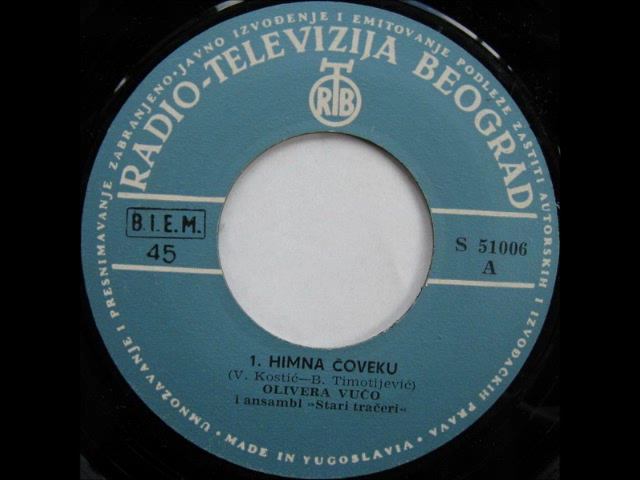 UMNOŽAVANJE I PRESNIMAVANJE ZABRANJENO·JAVNO IZVOĐENJE I EMITOVANJE PODLEŽE ZAŠTITI AUTORSKIH I IZVOĐAČKIH PRAVA
RADIO-TELEVIZIJA BEOGRAD
RTB
B.I.E.M.
45
S 51006
A
1. HIMNA ČOVEKU
(V. Kostić—B. Timotijević)
OLIVERA VUČO
i ansambl »Stari tračeri«
· MADE IN YUGOSLAVIA ·